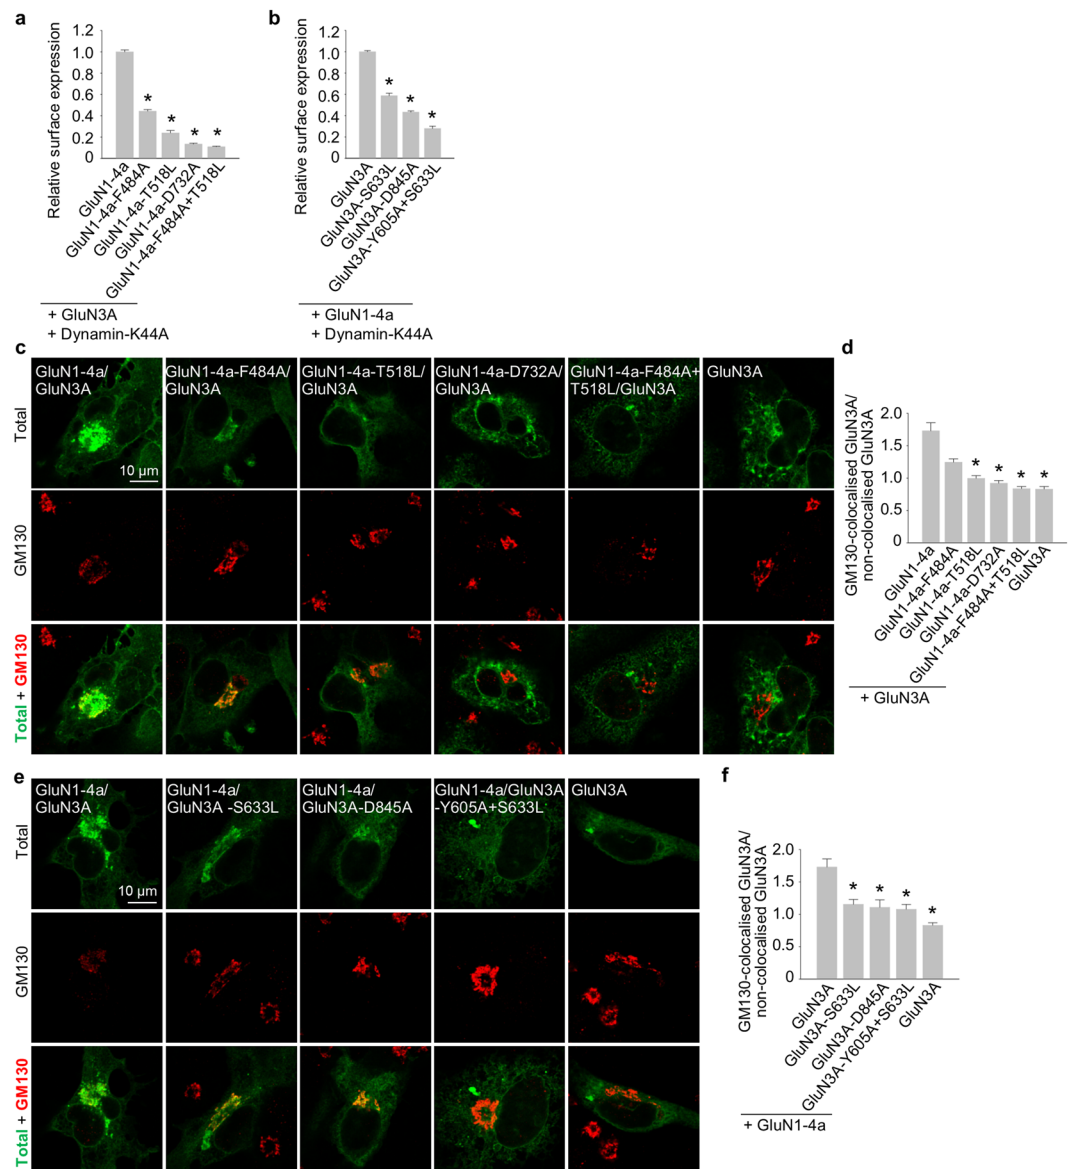 a
Relative surface expression
1.2
1.0
0.8
0.6
0.4
0.2
0
*
*
*
*
GluN1-4a
GluN1-4a-F484A
GluN1-4a-T518L
GluN1-4a-D732A
GluN1-4a-F484A+T518L
+ GluN3A
+ Dynamin-K44A
b
Relative surface expression
1.2
1.0
0.8
0.6
0.4
0.2
0
*
*
*
GluN3A
GluN3A-S633L
GluN3A-D845A
GluN3A-Y605A+S633L
+ GluN1-4a
+ Dynamin-K44A
c
Total
GluN1-4a/
GluN3A
10 µm
GluN1-4a-F484A/
GluN3A
GluN1-4a-T518L/
GluN3A
GluN1-4a-D732A/
GluN3A
GluN1-4a-F484A+
T518L/GluN3A
GluN3A
GM130
Total + GM130
d
GM130-colocalised GluN3A/
non-colocalised GluN3A
2.0
1.5
1.0
0.5
0
*
*
*
*
GluN1-4a
GluN1-4a-F484A
GluN1-4a-T518L
GluN1-4a-D732A
GluN1-4a-F484A+T518L
GluN3A
+ GluN3A
e
Total
GluN1-4a/
GluN3A
10 µm
GluN1-4a/
GluN3A -S633L
GluN1-4a/
GluN3A-D845A
GluN1-4a/GluN3A
-Y605A+S633L
GluN3A
GM130
Total + GM130
f
GM130-colocalised GluN3A/
non-colocalised GluN3A
2.0
1.5
1.0
0.5
0
*
*
*
*
GluN3A
GluN3A-S633L
GluN3A-D845A
GluN3A-Y605A+S633L
GluN3A
+ GluN1-4a